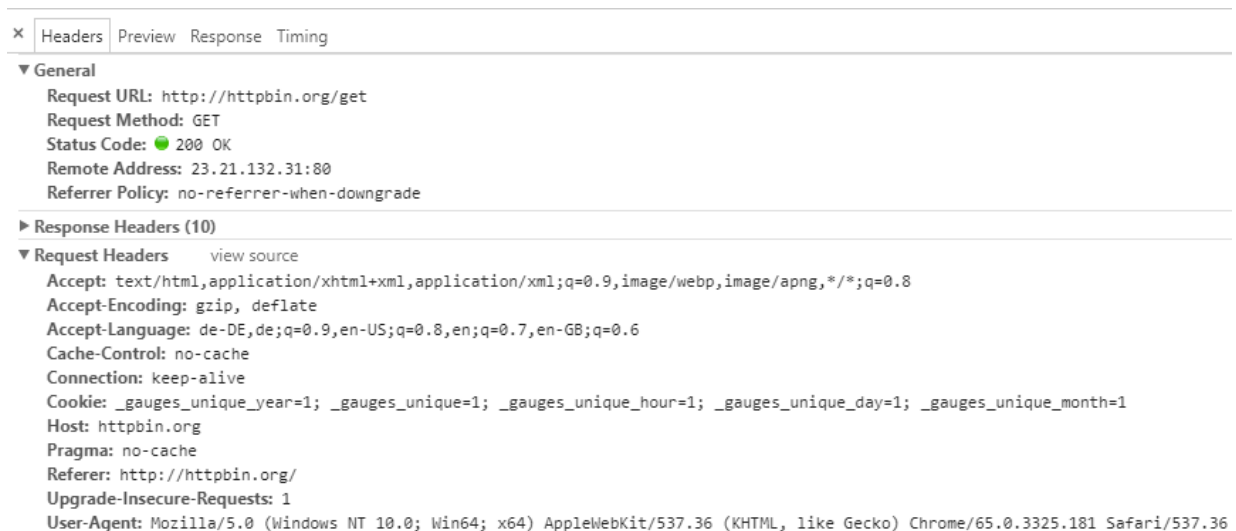 × Headers Preview Response Timing
▼ General
Request URL: http://httpbin.org/get
Request Method: GET
Status Code: 200 OK
Remote Address: 23.21.132.31:80
Referrer Policy: no-referrer-when-downgrade
▶ Response Headers (10)
▼ Request Headers view source
Accept: text/html,application/xhtml+xml,application/xml;q=0.9,image/webp,image/apng,*/*;q=0.8
Accept-Encoding: gzip, deflate
Accept-Language: de-DE,de;q=0.9,en-US;q=0.8,en;q=0.7,en-GB;q=0.6
Cache-Control: no-cache
Connection: keep-alive
Cookie: _gauges_unique_year=1; _gauges_unique=1; _gauges_unique_hour=1; _gauges_unique_day=1; _gauges_unique_month=1
Host: httpbin.org
Pragma: no-cache
Referer: http://httpbin.org/
Upgrade-Insecure-Requests: 1
User-Agent: Mozilla/5.0 (Windows NT 10.0; Win64; x64) AppleWebKit/537.36 (KHTML, like Gecko) Chrome/65.0.3325.181 Safari/537.36